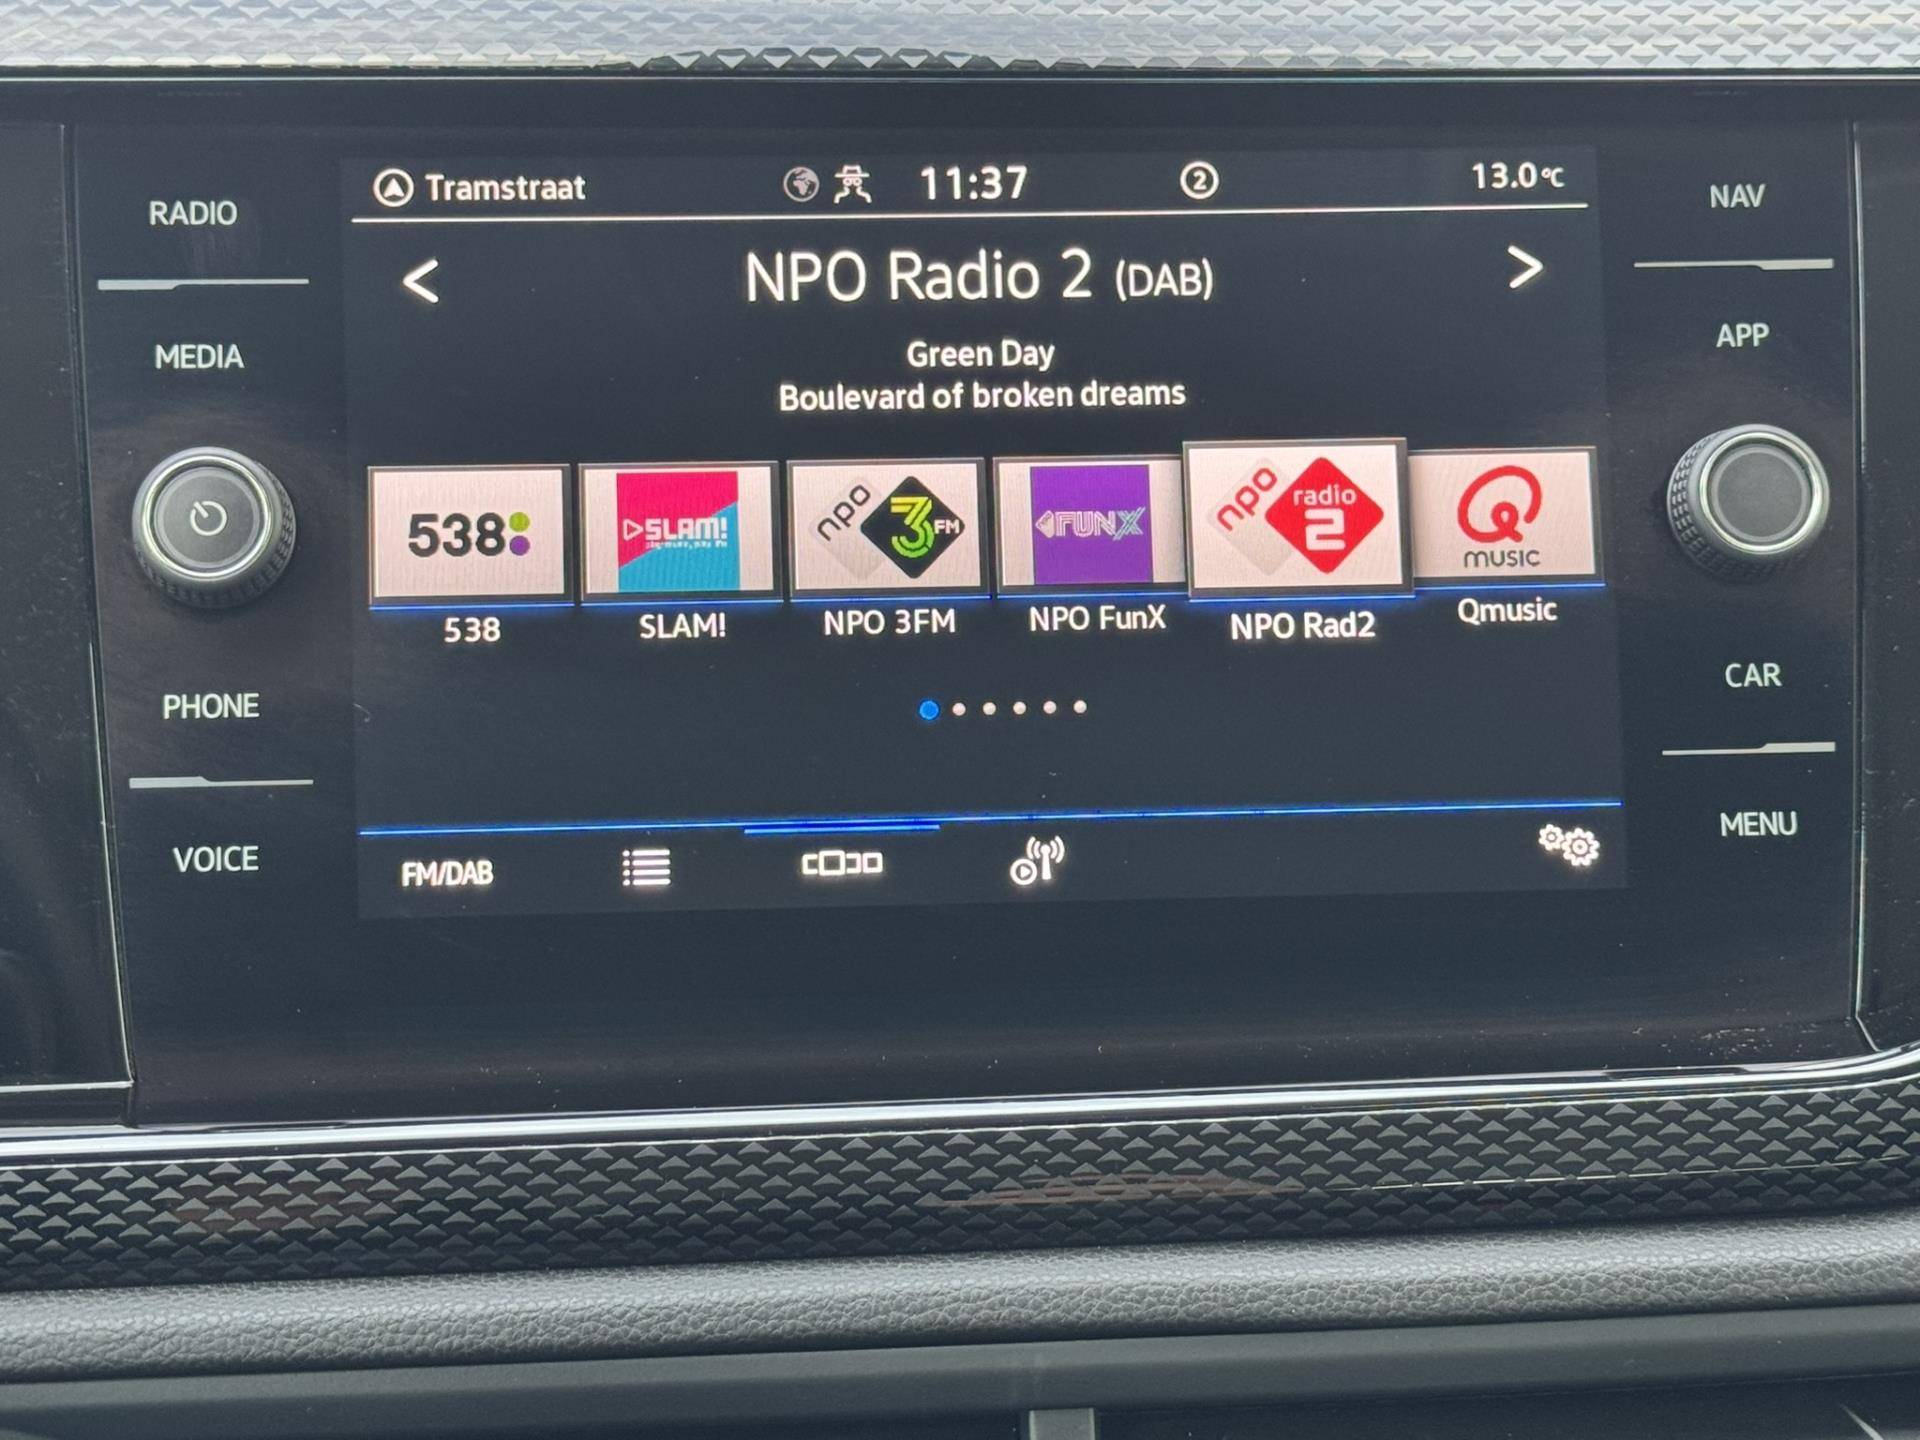 RADIO
MEDIA
PHONE
VOICE
Tramstraat
11:37
2
13.0°C
<
NPO Radio 2 (DAB)
>
Green Day
Boulevard of broken dreams
538
SLAM!
npo
3FM
FUNX
npo
radio
2
Q
music
538
SLAM!
NPO 3FM
NPO FunX
NPO Rad2
Qmusic
FM/DAB
NAV
APP
CAR
MENU